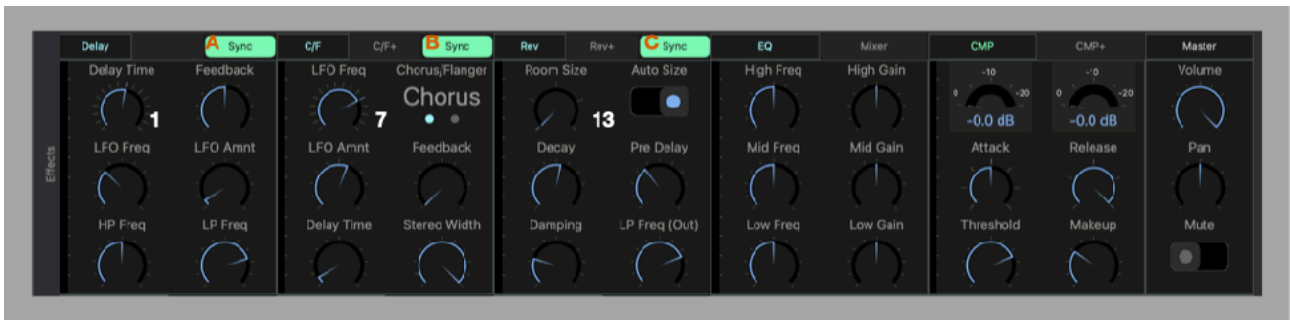 Delay A Sync C/F C/F+ B Sync Rev Rev+ C Sync EQ Mixer CMP CMP+ Master
Delay Time Feedback LFO Freq Chorus/Flanger Room Size Auto Size High Freq High Gain -10 -10 Volume
Chorus 0 -20 0 -20
1 7 13 -0.0 dB -0.0 dB
LFO Freq LFO Amnt LFO Amnt Feedback Decay Pre Delay Mid Freq Mid Gain Attack Release Pan
Effects
HP Freq LP Freq Delay Time Stereo Width Damping LP Freq (Out) Low Freq Low Gain Threshold Makeup Mute